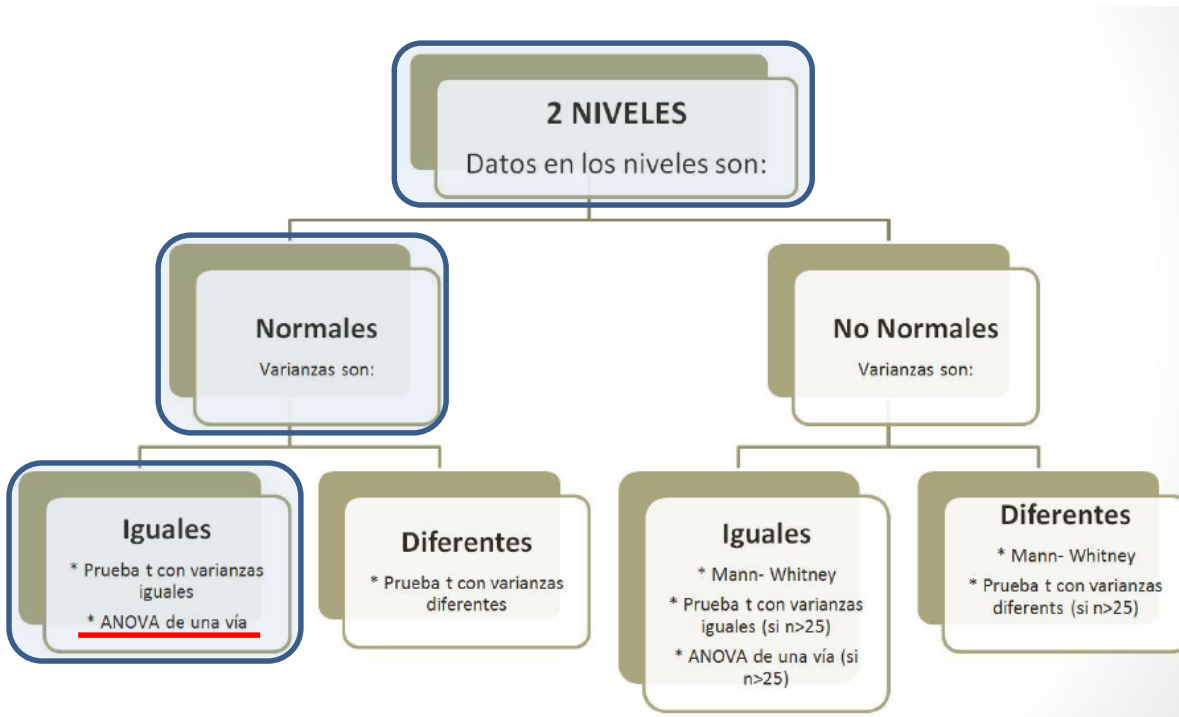 2 NIVELES
Datos en los niveles son:
Normales
Varianzas son:
No Normales
Varianzas son:
Iguales
* Prueba t con varianzas
iguales
* ANOVA de una vía
Diferentes
* Prueba t con varianzas
diferentes
Iguales
* Mann- Whitney
* Prueba t con varianzas
iguales (si n>25)
* ANOVA de una vía (si
n>25)
Diferentes
* Mann- Whitney
* Prueba t con varianzas
diferents (si n>25)